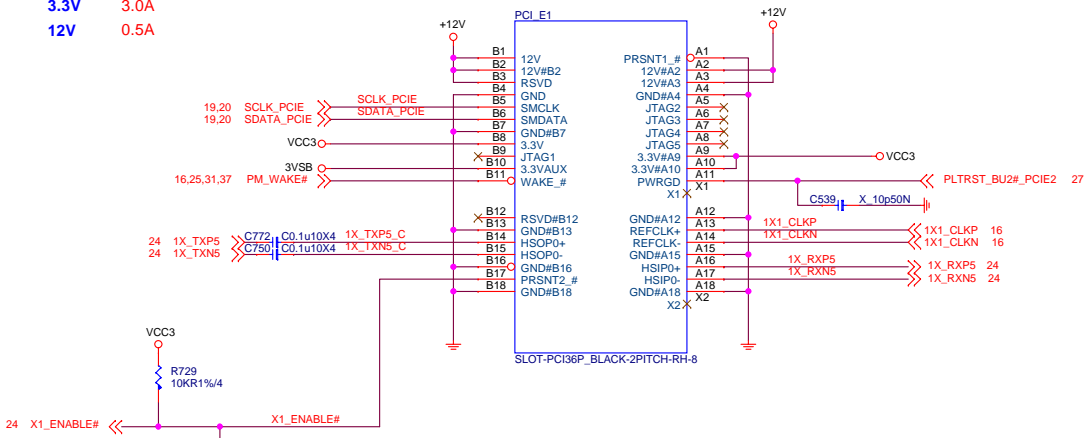 3.3V 3.0A
12V 0.5A
PCI_E1
+12V
+12V
B1 12V PRSNT1_# A1
B2 12V#B2 12V#A2 A2
B3 RSVD 12V#A3 A3
B4 GND GND#A4 A4
19,20 SCLK_PCIE SCLK_PCIE B5 SMCLK JTAG2 A5
19,20 SDATA_PCIE SDATA_PCIE B6 SMDATA JTAG3 A6
B7 GND#B7 JTAG4 A7
VCC3 B8 3.3V JTAG5 A8
B9 JTAG1 3.3V#A9 A9 VCC3
3VSB B10 3.3VAUX 3.3V#A10 A10
16,25,31,37 PM_WAKE# B11 WAKE_# PWRGD A11 PLTRST_BU2#_PCIE2 27
X1 X1
C539 X_10p50N
B12 RSVD#B12 GND#A12 A12
B13 GND#B13 REFCLK+ A13 1X1_CLKP 1X1_CLKP 16
24 1X_TXP5 C772 C0.1u10X4 1X_TXP5_C B14 HSOP0+ REFCLK- A14 1X1_CLKN 1X1_CLKN 16
24 1X_TXN5 C750 C0.1u10X4 1X_TXN5_C B15 HSOP0- GND#A15 A15
B16 GND#B16 HSIP0+ A16 1X_RXP5 1X_RXP5 24
B17 PRSNT2_# HSIP0- A17 1X_RXN5 1X_RXN5 24
B18 GND#B18 GND#A18 A18
X2 X2
SLOT-PCI36P_BLACK-2PITCH-RH-8
VCC3
R729
10KR1%/4
24 X1_ENABLE# X1_ENABLE#